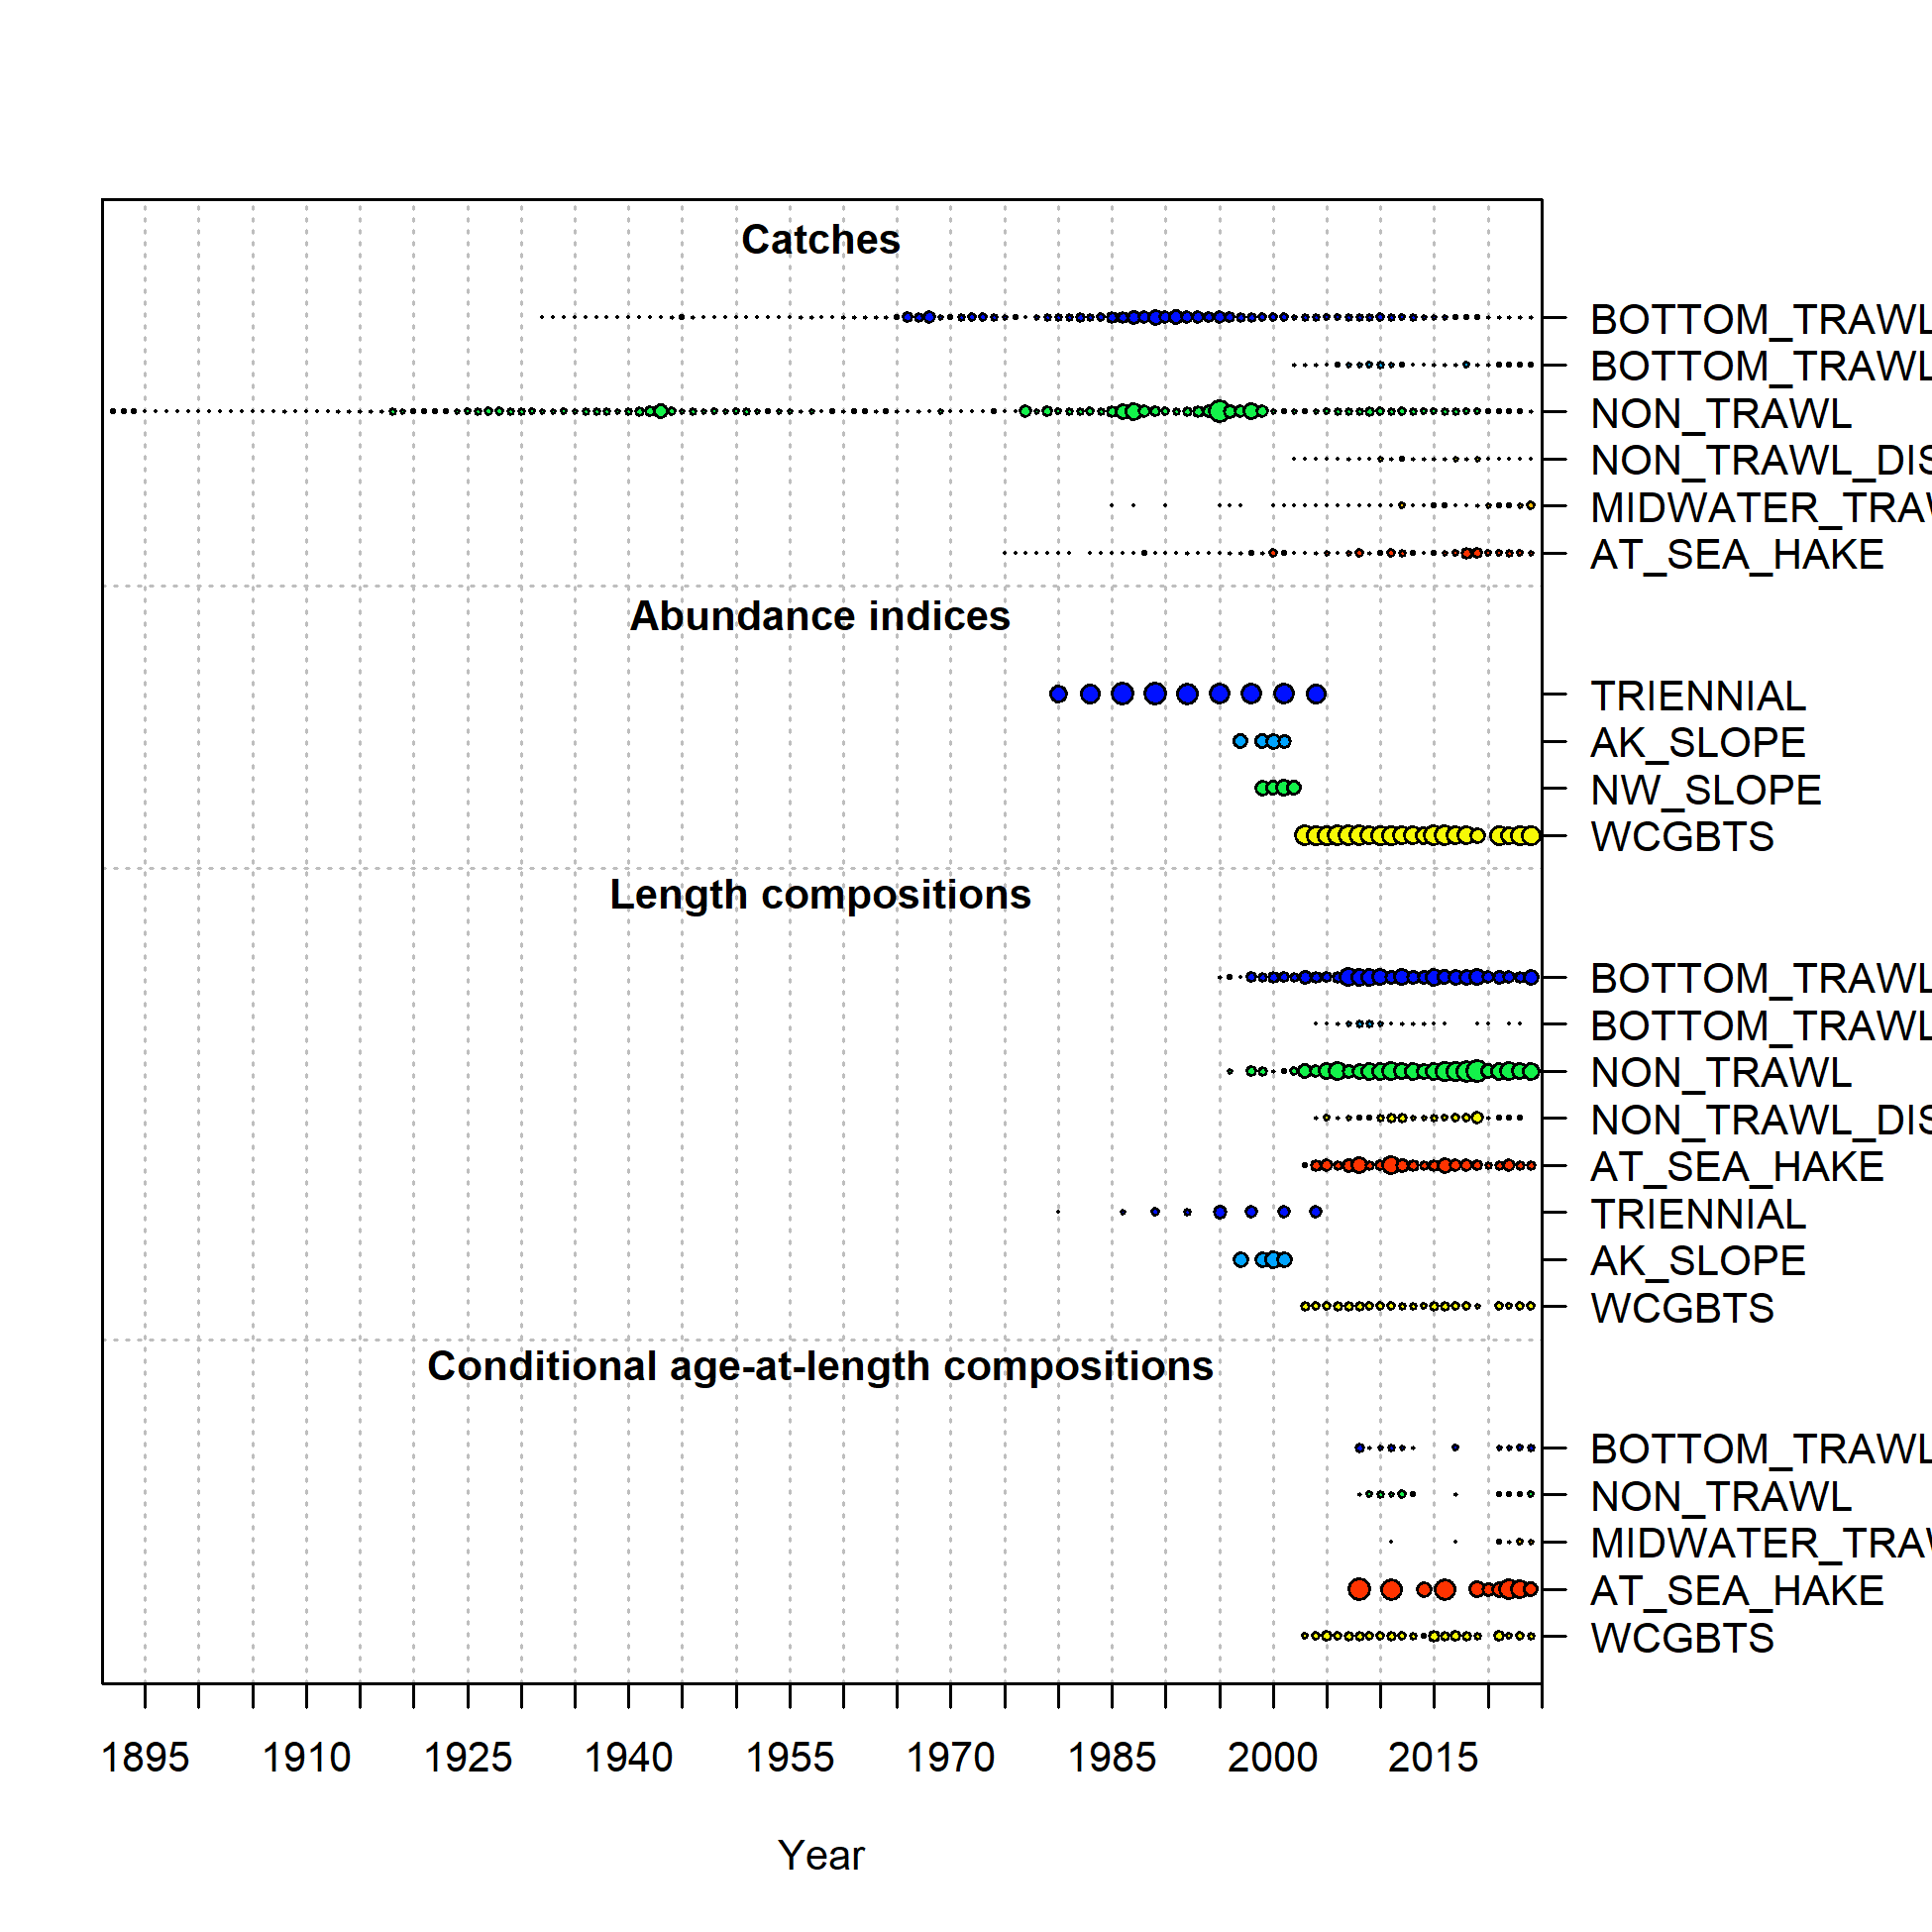 Catches
BOTTOM_TRAWL
BOTTOM_TRAWL
NON_TRAWL
NON_TRAWL_DIS
MIDWATER_TRAW
AT_SEA_HAKE
Abundance indices
TRIENNIAL
AK_SLOPE
NW_SLOPE
WCGBTS
Length compositions
BOTTOM_TRAWL
BOTTOM_TRAWL
NON_TRAWL
NON_TRAWL_DIS
AT_SEA_HAKE
TRIENNIAL
AK_SLOPE
WCGBTS
Conditional age-at-length compositions
BOTTOM_TRAWL
NON_TRAWL
MIDWATER_TRAW
AT_SEA_HAKE
WCGBTS
1895 1910 1925 1940 1955 1970 1985 2000 2015
Year